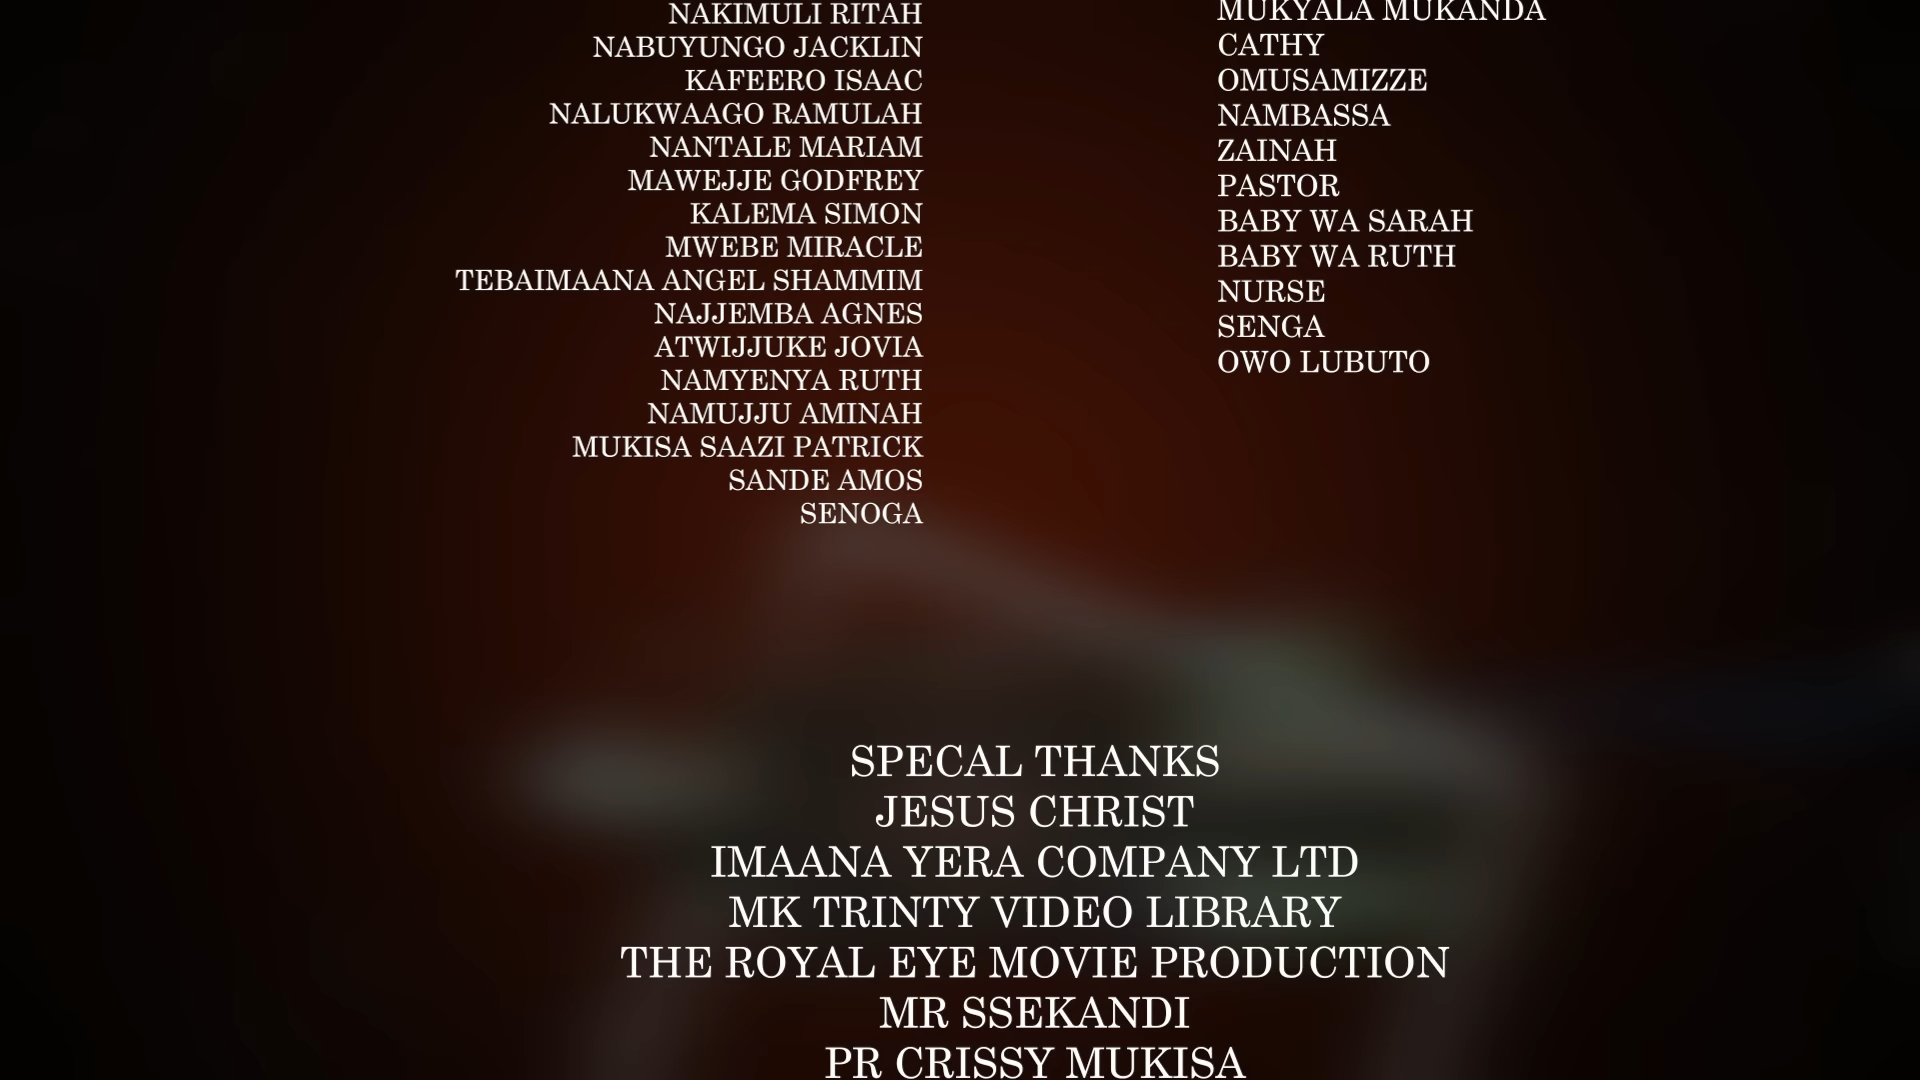 NAKIMULI RITAH
NABUYUNGO JACKLIN
KAFEERO ISAAC
NALUKWAAGO RAMULAH
NANTALE MARIAM
MAWEJJE GODFREY
KALEMA SIMON
MWEBE MIRACLE
TEBAIMAANA ANGEL SHAMMIM
NAJJEMBA AGNES
ATWIJJUKE JOVIA
NAMYENYA RUTH
NAMUJJU AMINAH
MUKISA SAAZI PATRICK
SANDE AMOS
SENOGA
MUKYALA MUKANDA
CATHY
OMUSAMIZZE
NAMBASSA
ZAINAH
PASTOR
BABY WA SARAH
BABY WA RUTH
NURSE
SENGA
OWO LUBUTO
SPECAL THANKS
JESUS CHRIST
IMAANA YERA COMPANY LTD
MK TRINTY VIDEO LIBRARY
THE ROYAL EYE MOVIE PRODUCTION
MR SSEKANDI
PR CRISSY MUKISA